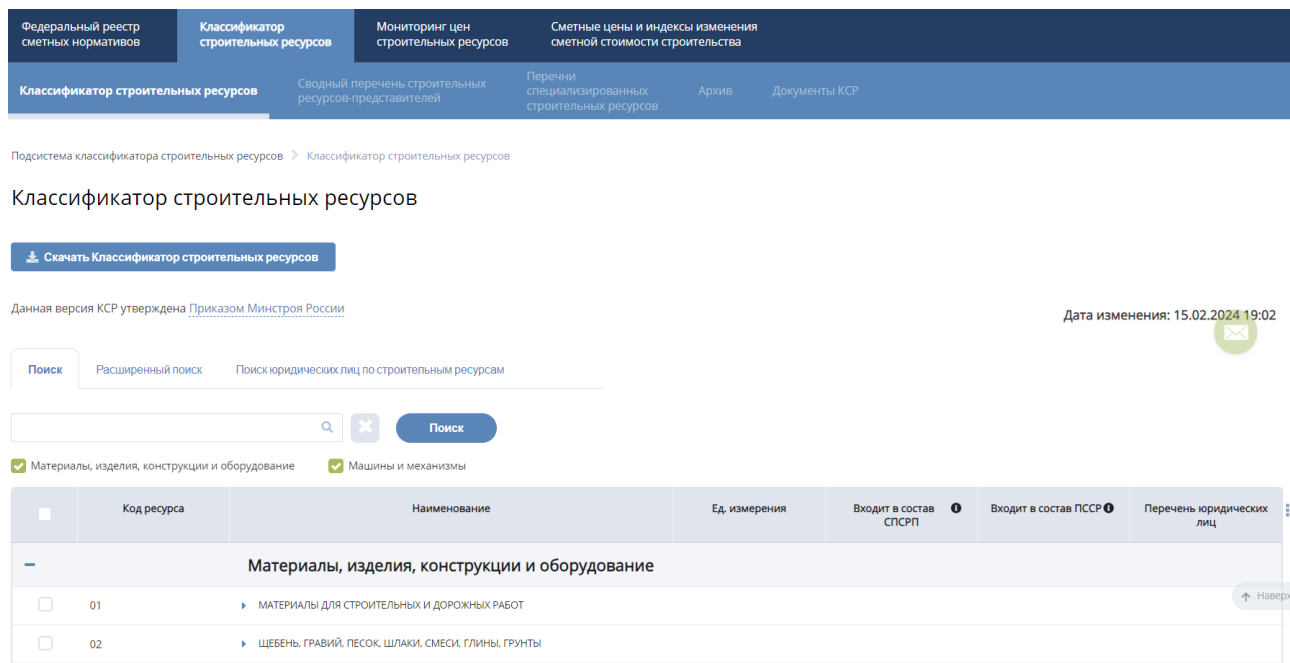 Федеральный реестр
сметных нормативов
Классификатор
строительных ресурсов
Мониторинг цен
строительных ресурсов
Сметные цены и индексы изменения
сметной стоимости строительства
Классификатор строительных ресурсов
Сводный перечень строительных
ресурсов-представителей
Перечни
специализированных
строительных ресурсов
Архив
Документы КСР
Подсистема классификатора строительных ресурсов
Классификатор строительных ресурсов
Классификатор строительных ресурсов
Скачать Классификатор строительных ресурсов
Данная версия КСР утверждена Приказом Минстроя России
Дата изменения: 15.02.2024 19:02
Поиск
Расширенный поиск
Поиск юридических лиц по строительным ресурсам
Поиск
Материалы, изделия, конструкции и оборудование
Машины и механизмы
Код ресурса
Наименование
Ед. измерения
Входит в состав
СПСРП
Входит в состав ПССР
Перечень юридических
лиц
Материалы, изделия, конструкции и оборудование
01
МАТЕРИАЛЫ ДЛЯ СТРОИТЕЛЬНЫХ И ДОРОЖНЫХ РАБОТ
Наверх
02
ЩЕБЕНЬ, ГРАВИЙ, ПЕСОК, ШЛАКИ, СМЕСИ, ГЛИНЫ, ГРУНТЫ